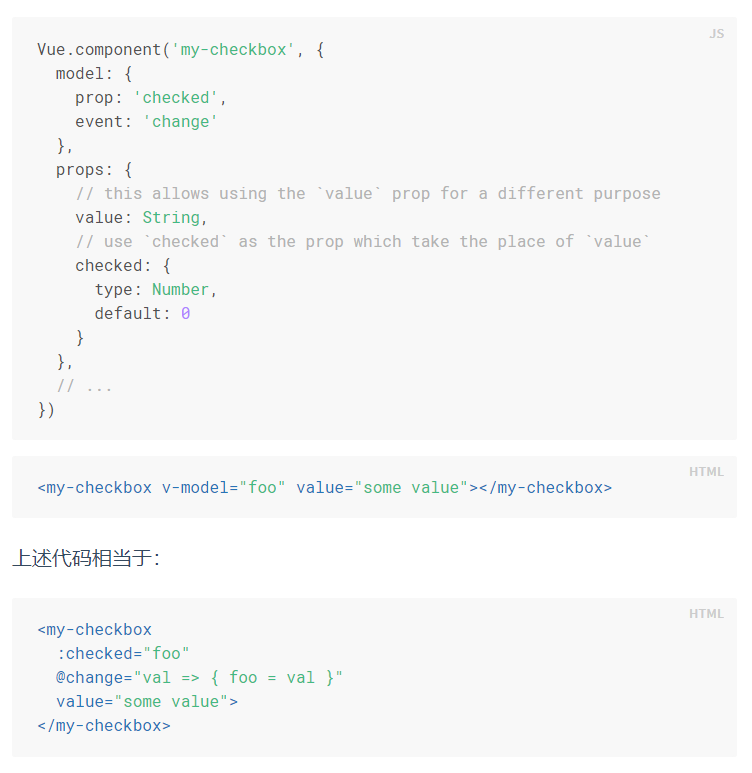 JS
Vue.component('my-checkbox', {
  model: {
    prop: 'checked',
    event: 'change'
  },
  props: {
    // this allows using the `value` prop for a different purpose
    value: String,
    // use `checked` as the prop which take the place of `value`
    checked: {
      type: Number,
      default: 0
    }
  },
  // ...
})
HTML
<my-checkbox v-model="foo" value="some value"></my-checkbox>
上述代码相当于：
HTML
<my-checkbox
  :checked="foo"
  @change="val => { foo = val }"
  value="some value">
</my-checkbox>